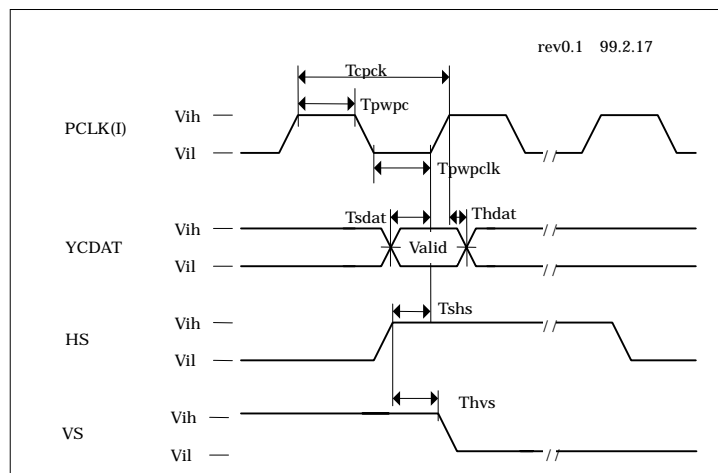 rev0.1 99.2.17
Tcpck
Tpwpc
PCLK(I)
Vih
Vil
Tpwpclk
//
//
YCDAT
Vih
Vil
Tsdat
Valid
Thdat
//
//
HS
Vih
Vil
Tshs
//
VS
Vih
Vil
Thvs
//